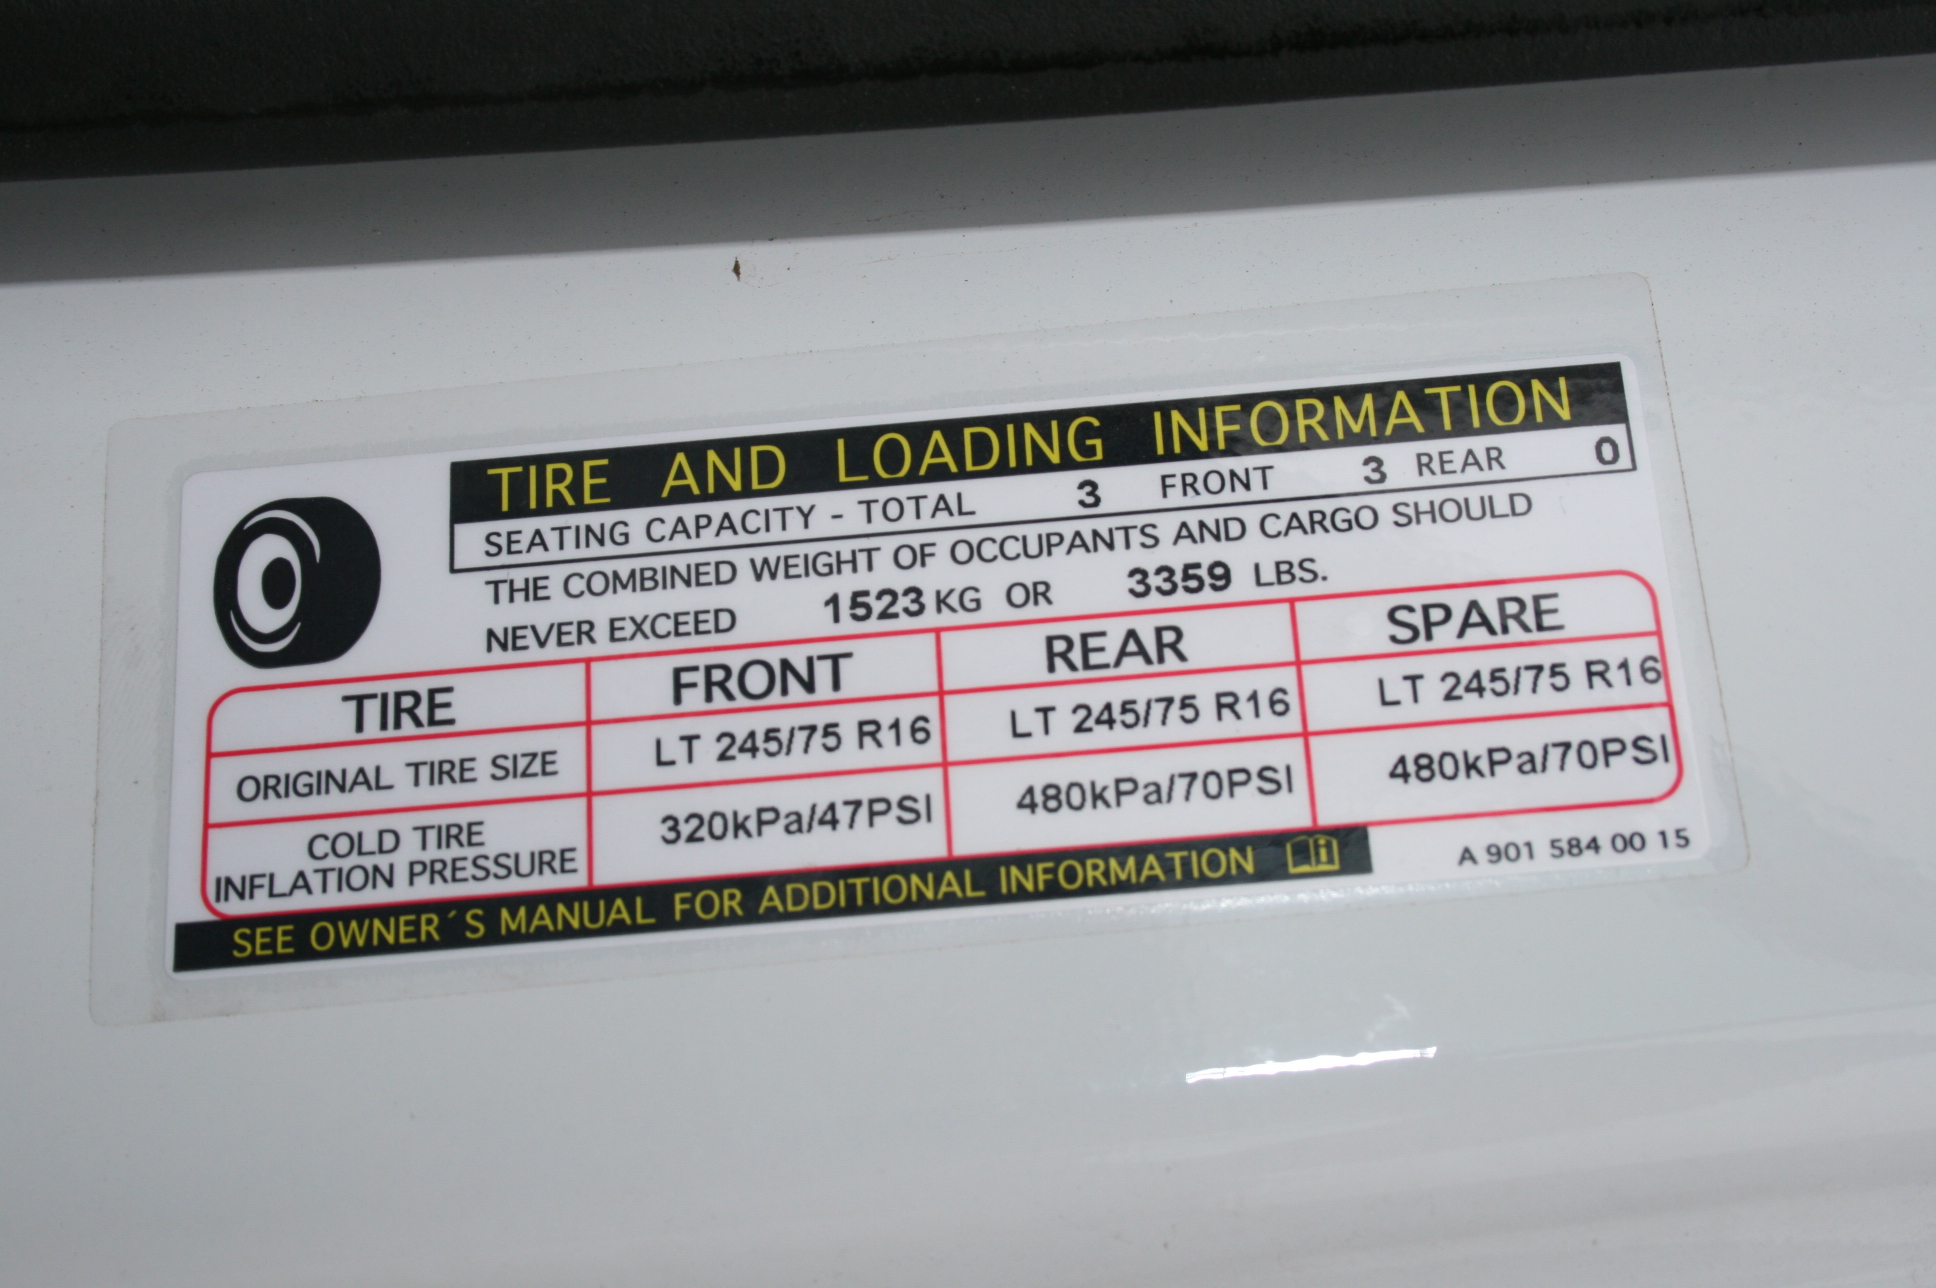 TIRE AND LOADING INFORMATION
SEATING CAPACITY - TOTAL 3 FRONT 3 REAR 0
THE COMBINED WEIGHT OF OCCUPANTS AND CARGO SHOULD
NEVER EXCEED 1523 KG OR 3359 LBS.
TIRE FRONT REAR SPARE
ORIGINAL TIRE SIZE LT 245/75 R16 LT 245/75 R16 LT 245/75 R16
COLD TIRE
INFLATION PRESSURE 320kPa/47PSI 480kPa/70PSI 480kPa/70PSI
SEE OWNER´S MANUAL FOR ADDITIONAL INFORMATION i
A 901 584 00 15